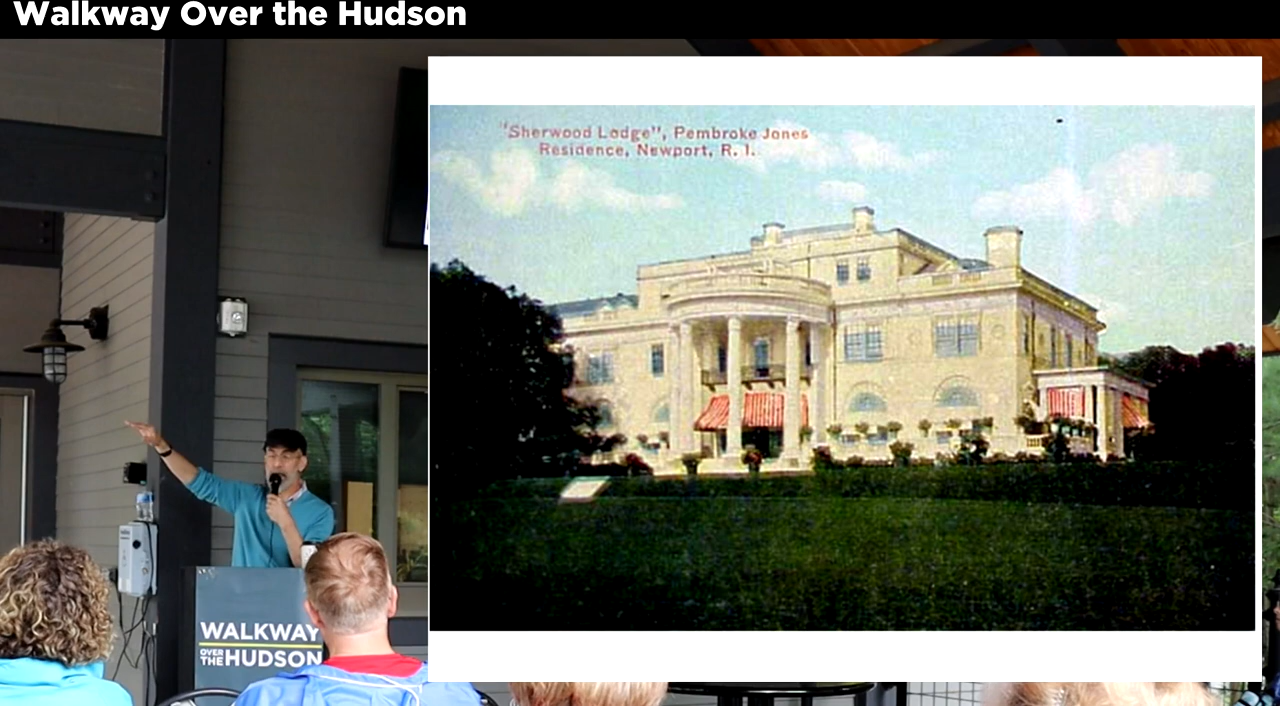 Walkway Over the Hudson
"Sherwood Lodge", Pembroke Jones
Residence, Newport, R. I.
WALKWAY
OVER THE HUDSON